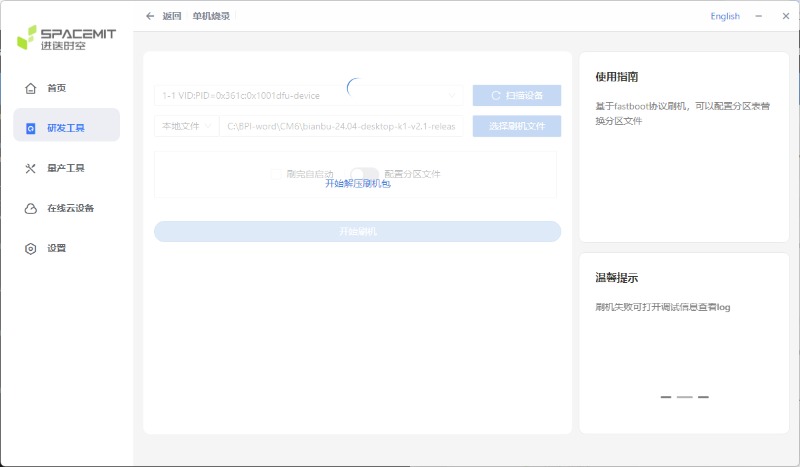 返回 单机烧录
English
SPACEMIT
进迭时空
首页
研发工具
量产工具
在线云设备
设置
1-1 VID:PID=0x361c:0x1001dfu-device
扫描设备
本地文件
C:\BPI-word\CM6\bianbu-24.04-desktop-k1-v2.1-releas
选择刷机文件
刷完自启动
配置分区文件
开始解压刷机包
开始刷机
使用指南
基于fastboot协议刷机，可以配置分区表替
换分区文件
温馨提示
刷机失败可打开调试信息查看log